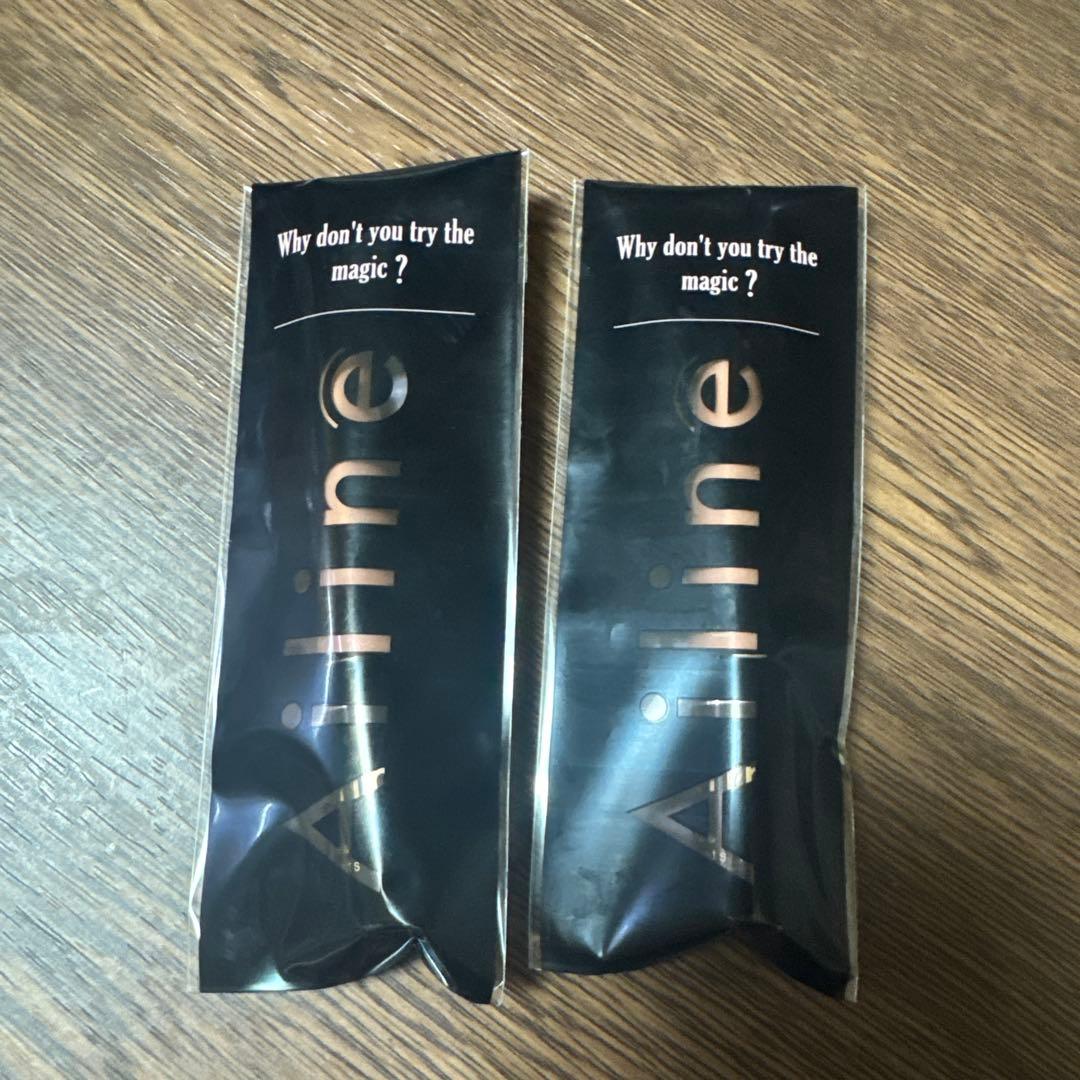 Why don't you try the
magic ?
Ailine
Why don't you try the
magic ?
Ailine